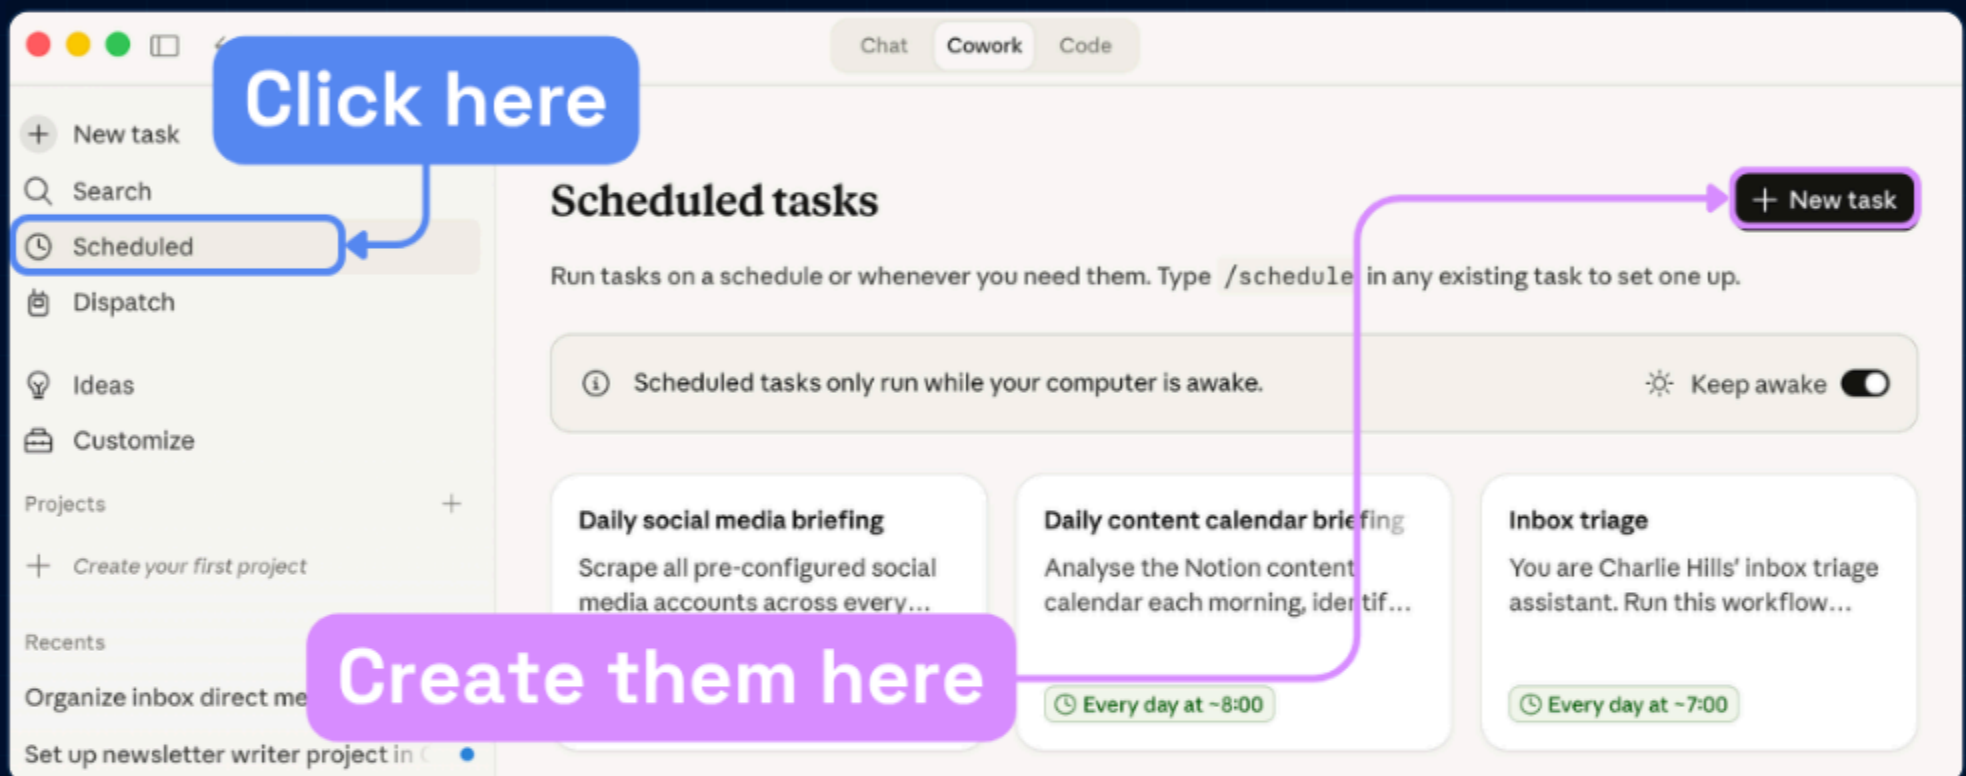 Chat Cowork Code
Click here
New task
Search
Scheduled
Dispatch
Ideas
Customize
Projects
Create your first project
Recents
Organize inbox direct me
Set up newsletter writer project in
Scheduled tasks
New task
Run tasks on a schedule or whenever you need them. Type /schedule in any existing task to set one up.
Scheduled tasks only run while your computer is awake.
Keep awake
Daily social media briefing
Scrape all pre-configured social
media accounts across every...
Create them here
Daily content calendar briefing
Analyse the Notion content
calendar each morning, identif...
Every day at ~8:00
Inbox triage
You are Charlie Hills' inbox triage
assistant. Run this workflow...
Every day at ~7:00